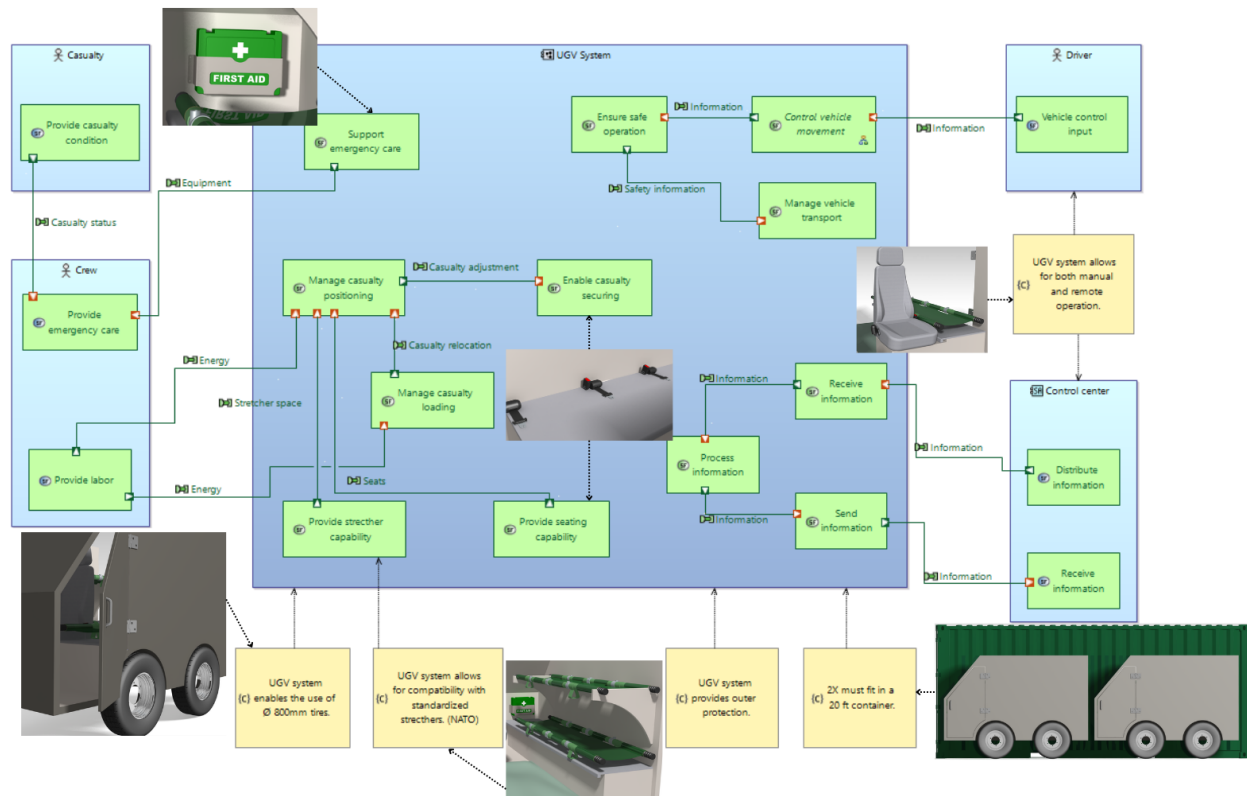 Casualty
Provide casualty
condition
Casualty status
Crew
Provide
emergency care
Provide labor
FIRST AID
Equipment
Energy
Stretcher space
Energy
UGV System
Support
emergency care
Ensure safe
operation
Information
Control vehicle
movement
Safety information
Manage vehicle
transport
Manage casualty
positioning
Casualty adjustment
Enable casualty
securing
Casualty relocation
Manage casualty
loading
Seats
Provide strecther
capability
Provide seating
capability
Information
Receive
information
Process
information
Information
Send
information
Information
Driver
Vehicle control
input
UGV system allows
for both manual
and remote
operation.
Control center
Information
Distribute
information
Information
Receive
information
UGV system
enables the use of
Ø 800mm tires.
UGV system allows
for compatibility with
standardized
strecthers. (NATO)
UGV system
provides outer
protection.
2X must fit in a
20 ft container.